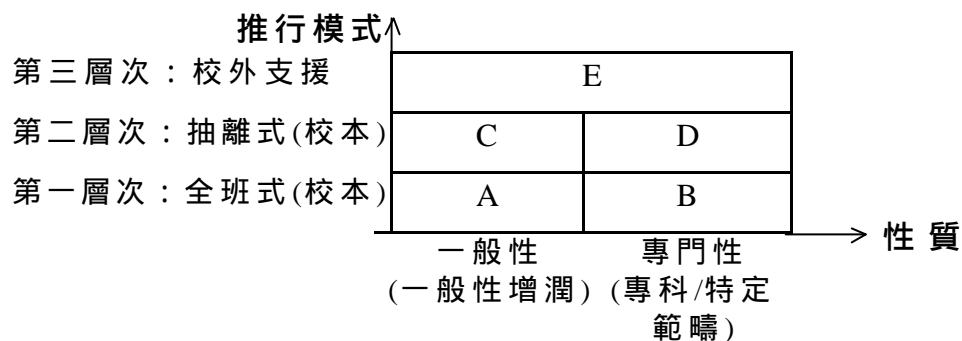 推行模式
第三層次：校外支援 E
第二層次：抽離式(校本) C D
第一層次：全班式(校本) A B
性質
一般性 專門性
(一般性增潤) (專科/特定
範疇)